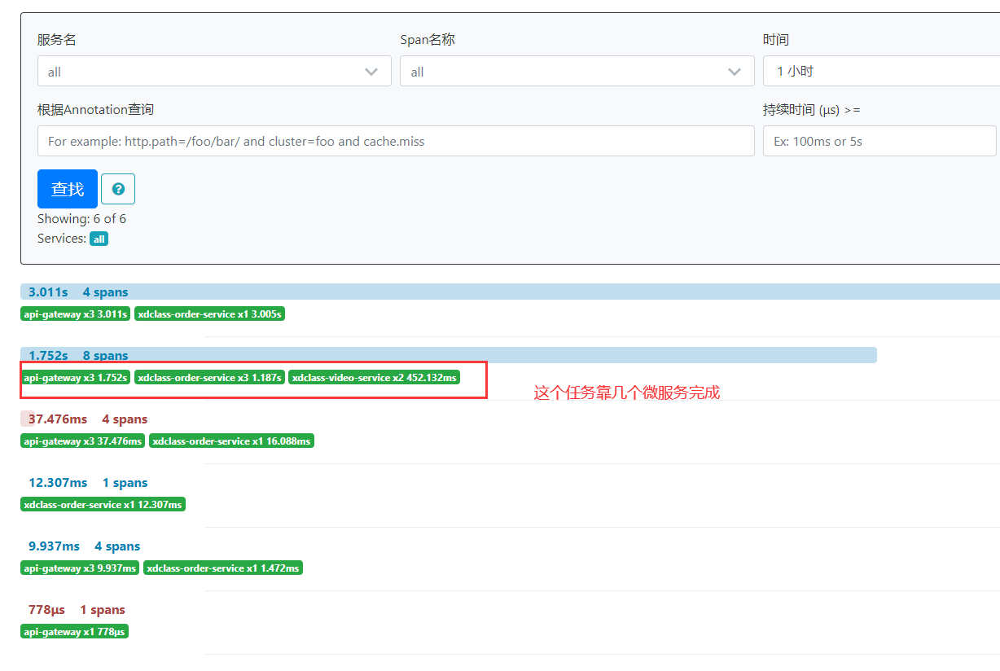 服务名
Span名称
时间
all
all
1 小时
根据Annotation查询
持续时间 (μs) >=
For example: http.path=/foo/bar/ and cluster=foo and cache.miss
Ex: 100ms or 5s
查找
?
Showing: 6 of 6
Services: all
3.011s 4 spans
api-gateway x3 3.011s xdclass-order-service x1 3.005s
1.752s 8 spans
api-gateway x3 1.752s xdclass-order-service x3 1.187s xdclass-video-service x2 452.132ms
这个任务靠几个微服务完成
37.476ms 4 spans
api-gateway x3 37.476ms xdclass-order-service x1 16.088ms
12.307ms 1 spans
xdclass-order-service x1 12.307ms
9.937ms 4 spans
api-gateway x3 9.937ms xdclass-order-service x1 1.472ms
778μs 1 spans
api-gateway x1 778μs